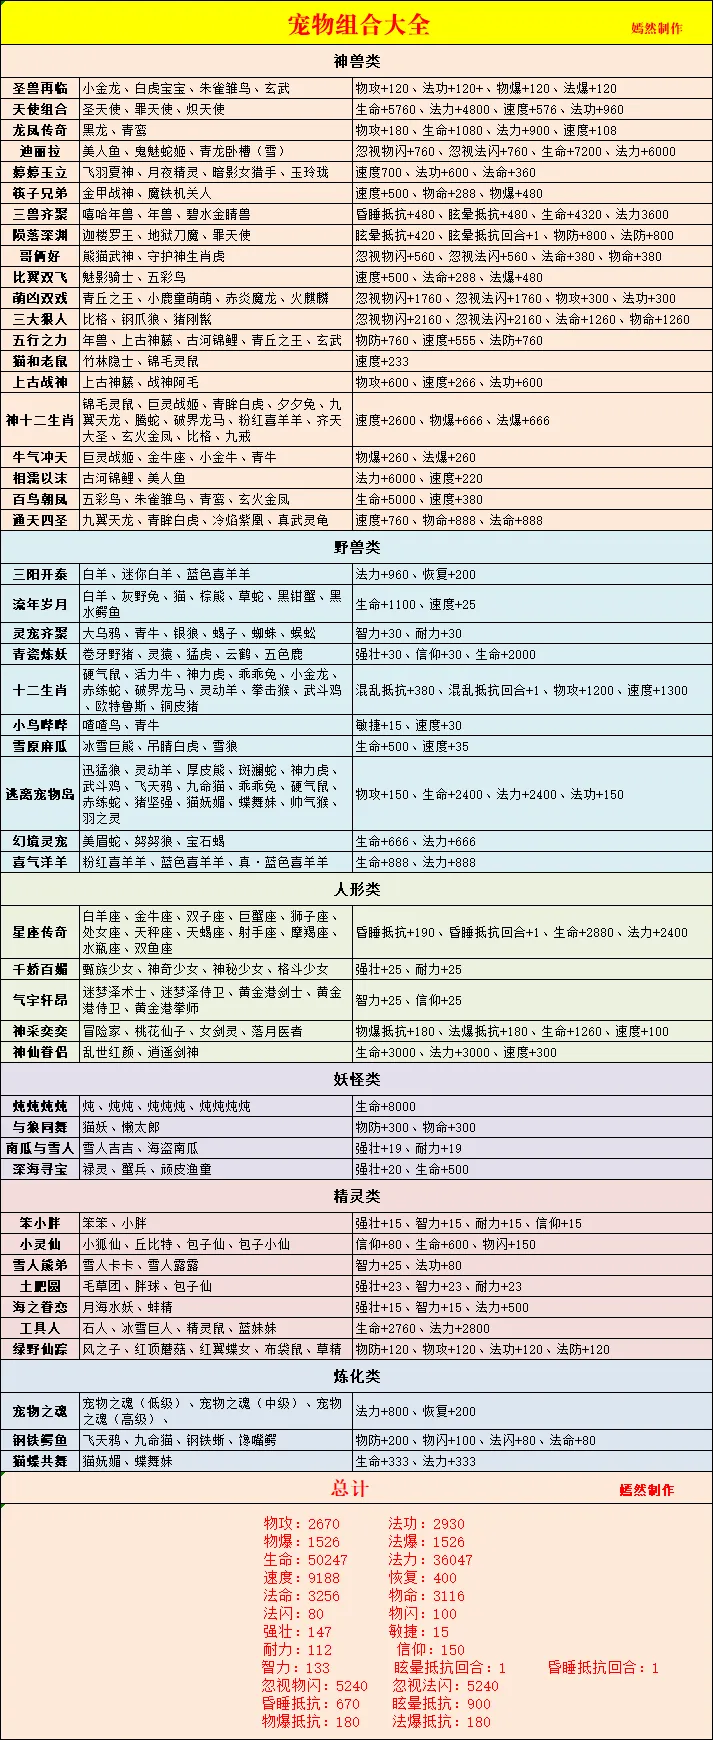 宠物组合大全
嫣然制作
神兽类
圣兽再临 小金龙、白虎宝宝、朱雀雏鸟、玄武 物攻+120、法功+120+、物爆+120、法爆+120
天使组合 圣天使、罪天使、炽天使 生命+5760、法力+4800、速度+576、法功+960
龙凤传奇 黑龙、青鸾 物攻+180、生命+1080、法力+900、速度+108
迪丽拉 美人鱼、鬼魅蛇姬、青龙卧槽（雪） 忽视物闪+760、忽视法闪+760、生命+7200、法力+6000
婷婷玉立 飞羽夏神、月夜精灵、暗影女猎手、玉玲珑 速度700、法功+600、法命+360
筷子兄弟 金甲战神、魔铁机关人 速度+500、物命+288、物爆+480
三兽齐聚 嘻哈年兽、年兽、碧水金睛兽 昏睡抵抗+480、眩晕抵抗+480、生命+4320、法力3600
陨落深渊 迦楼罗王、地狱刀魔、罪天使 眩晕抵抗+420、眩晕抵抗回合+1、物防+800、法防+800
哥俩好 熊猫武神、守护神生肖虎 忽视物闪+560、忽视法闪+560、法命+380、物命+380
比翼双飞 魅影骑士、五彩鸟 速度+500、法命+288、法爆+480
萌凶双戏 青丘之王、小鹿童萌萌、赤炎魔龙、火麒麟 忽视物闪+1760、忽视法闪+1760、物攻+300、法功+300
三大狠人 比格、钢爪狼、猪刚鬣 忽视物闪+2160、忽视法闪+2160、法命+1260、物命+1260
五行之力 年兽、上古神藤、古河锦鲤、青丘之王、玄武 物防+760、速度+555、法防+760
猫和老鼠 竹林隐士、锦毛灵鼠 速度+233
上古战神 上古神藤、战神阿毛 物攻+600、速度+266、法功+600
神十二生肖 锦毛灵鼠、巨灵战姬、青眸白虎、夕夕兔、九
翼天龙、腾蛇、破界龙马、粉红喜羊羊、齐天
大圣、玄火金凤、比格、九戒 速度+2600、物爆+666、法爆+666
牛气冲天 巨灵战姬、金牛座、小金牛、青牛 物爆+260、法爆+260
相濡以沫 古河锦鲤、美人鱼 法力+6000、速度+220
百鸟朝凤 五彩鸟、朱雀雏鸟、青鸾、玄火金凤 生命+5000、速度+380
通天四圣 九翼天龙、青眸白虎、冷焰紫凰、真武灵龟 速度+760、物命+888、法命+888
野兽类
三阳开泰 白羊、迷你白羊、蓝色喜羊羊 法力+960、恢复+200
流年岁月 白羊、灰野兔、猫、棕熊、草蛇、黑钳蟹、黑
水鳄鱼 生命+1100、速度+25
灵宠齐聚 大乌鸦、青牛、银狼、蝎子、蜘蛛、蜈蚣 智力+30、耐力+30
青瓷炼妖 卷牙野猪、灵猿、猛虎、云鹤、五色鹿 强壮+30、信仰+30、生命+2000
十二生肖 硬气鼠、活力牛、神力虎、乖乖兔、小金龙、
赤练蛇、破界龙马、灵动羊、拳击猴、武斗鸡
、欧特鲁斯、铜皮猪 混乱抵抗+380、混乱抵抗回合+1、物攻+1200、速度+1300
小鸟哔哔 喳喳鸟、青牛 敏捷+15、速度+30
雪原麻瓜 冰雪巨熊、吊睛白虎、雪狼 生命+500、速度+35
逃离宠物岛 迅猛狼、灵动羊、厚皮熊、斑斓蛇、神力虎、
武斗鸡、飞天鸦、九命猫、乖乖兔、硬气鼠、
赤练蛇、猪坚强、猫妩媚、蝶舞妹、帅气猴、
羽之灵 物攻+150、生命+2400、法力+2400、法功+150
幻境灵宠 美眉蛇、努努狼、宝石蝎 生命+666、法力+666
喜气洋羊 粉红喜羊羊、蓝色喜羊羊、真·蓝色喜羊羊 生命+888、法力+888
人形类
星座传奇 白羊座、金牛座、双子座、巨蟹座、狮子座、
处女座、天秤座、天蝎座、射手座、摩羯座、
水瓶座、双鱼座 昏睡抵抗+190、昏睡抵抗回合+1、生命+2880、法力+2400
千娇百媚 甄族少女、神奇少女、神秘少女、格斗少女 强壮+25、耐力+25
气宇轩昂 迷梦泽术士、迷梦泽侍卫、黄金港剑士、黄金
港侍卫、黄金港拳师 智力+25、信仰+25
神采奕奕 冒险家、桃花仙子、女剑灵、落月医者 物爆抵抗+180、法爆抵抗+180、生命+1260、速度+100
神仙眷侣 乱世红颜、逍遥剑神 生命+3000、法力+3000、速度+300
妖怪类
炖炖炖炖 炖、炖炖、炖炖炖、炖炖炖炖 生命+8000
与狼同舞 猫妖、懒太郎 物防+300、物命+300
南瓜与雪人 雪人吉吉、海盗南瓜 强壮+19、耐力+19
深海寻宝 禄灵、蟹兵、顽皮渔童 强壮+20、生命+500
精灵类
笨小胖 笨笨、小胖 强壮+15、智力+15、耐力+15、信仰+15
小灵仙 小狐仙、丘比特、包子仙、包子小仙 信仰+80、生命+600、物闪+150
雪人熊弟 雪人卡卡、雪人露露 智力+25、法功+80
土肥圆 毛草团、胖球、包子仙 强壮+23、智力+23、耐力+23
海之眷恋 月海水妖、蚌精 强壮+15、智力+15、法力+500
工具人 石人、冰雪巨人、精灵鼠、蓝妹妹 生命+2760、法力+2800
绿野仙踪 风之子、红顶蘑菇、红翼蝶女、布袋鼠、草精 物防+120、物攻+120、法功+120、法防+120
炼化类
宠物之魂 宠物之魂（低级）、宠物之魂（中级）、宠物
之魂（高级）、 法力+800、恢复+200
钢铁鳄鱼 飞天鸦、九命猫、钢铁蜥、馋嘴鳄 物防+200、物闪+100、法闪+80、法命+80
猫蝶共舞 猫妩媚、蝶舞妹 生命+333、法力+333
总计
嫣然制作
物攻：2670 法功：2930
物爆：1526 法爆：1526
生命：50247 法力：36047
速度：9188 恢复：400
法命：3256 物命：3116
法闪：80 物闪：100
强壮：147 敏捷：15
耐力：112 信仰：150
智力：133 眩晕抵抗回合：1 昏睡抵抗回合：1
忽视物闪：5240 忽视法闪：5240
昏睡抵抗：670 眩晕抵抗：900
物爆抵抗：180 法爆抵抗：180